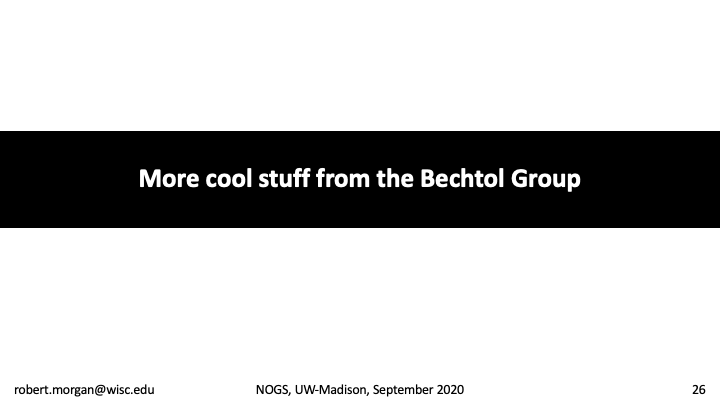 More cool stuff from the Bechtol Group
robert.morgan@wisc.edu
NOGS, UW-Madison, September 2020
26